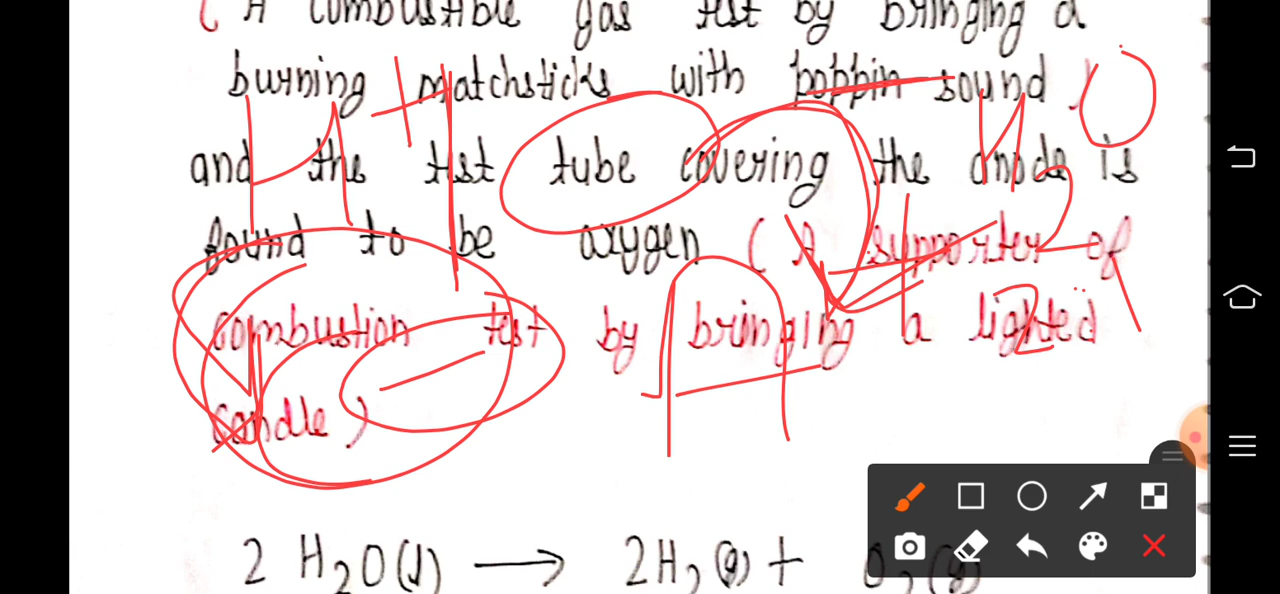 ( A combustible gas test by bringing a
burning matchsticks with poppin sound )
and the test tube covering the anode is
found to be oxygen ( A supporter of
combustion test by bringing a lighted
candle )
2 H2O(l) → 2H2(g) + O2(g)